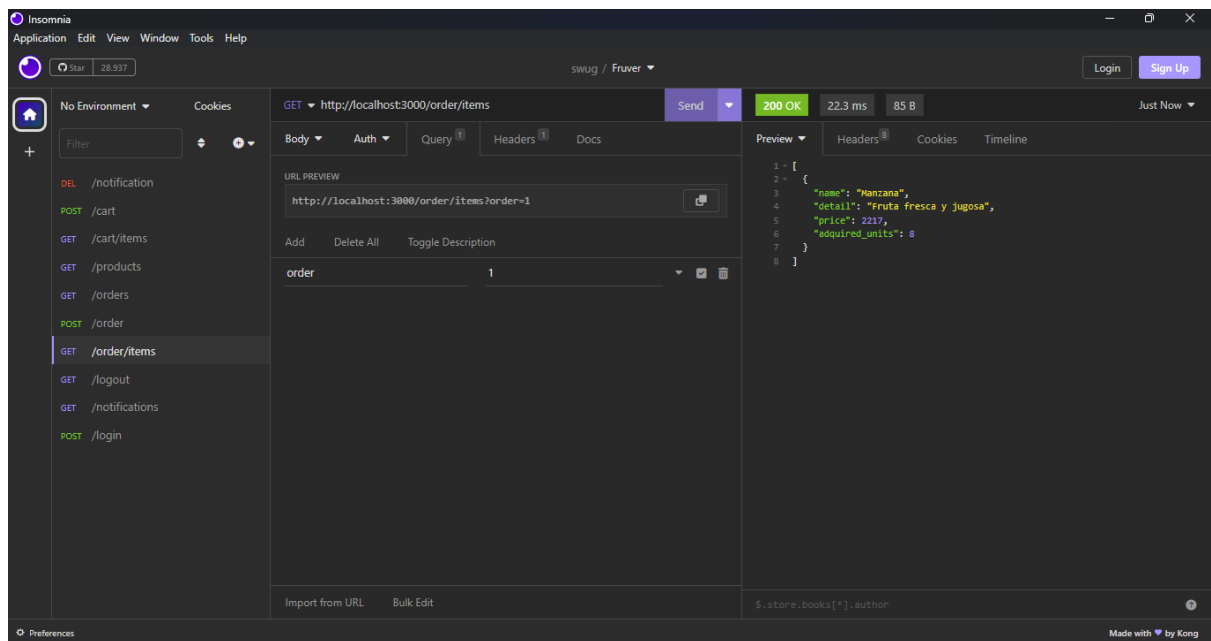 Insomnia
Application Edit View Window Tools Help
Star 28.937
swug / Fruver
Login Sign Up
No Environment Cookies
Filter
DEL /notification
POST /cart
GET /cart/items
GET /products
GET /orders
POST /order
GET /order/items
GET /logout
GET /notifications
POST /login
GET http://localhost:3000/order/items Send
Body Auth Query 1 Headers 1 Docs
URL PREVIEW
http://localhost:3000/order/items?order=1
Add Delete All Toggle Description
order 1
Import from URL Bulk Edit
200 OK 22.3 ms 85 B Just Now
Preview Headers 8 Cookies Timeline
1 [
2 {
3 "name": "Manzana",
4 "detail": "Fruta fresca y jugosa",
5 "price": 2217,
6 "adquired_units": 8
7 }
8 ]
$.store.books[*].author
Preferences
Made with by Kong